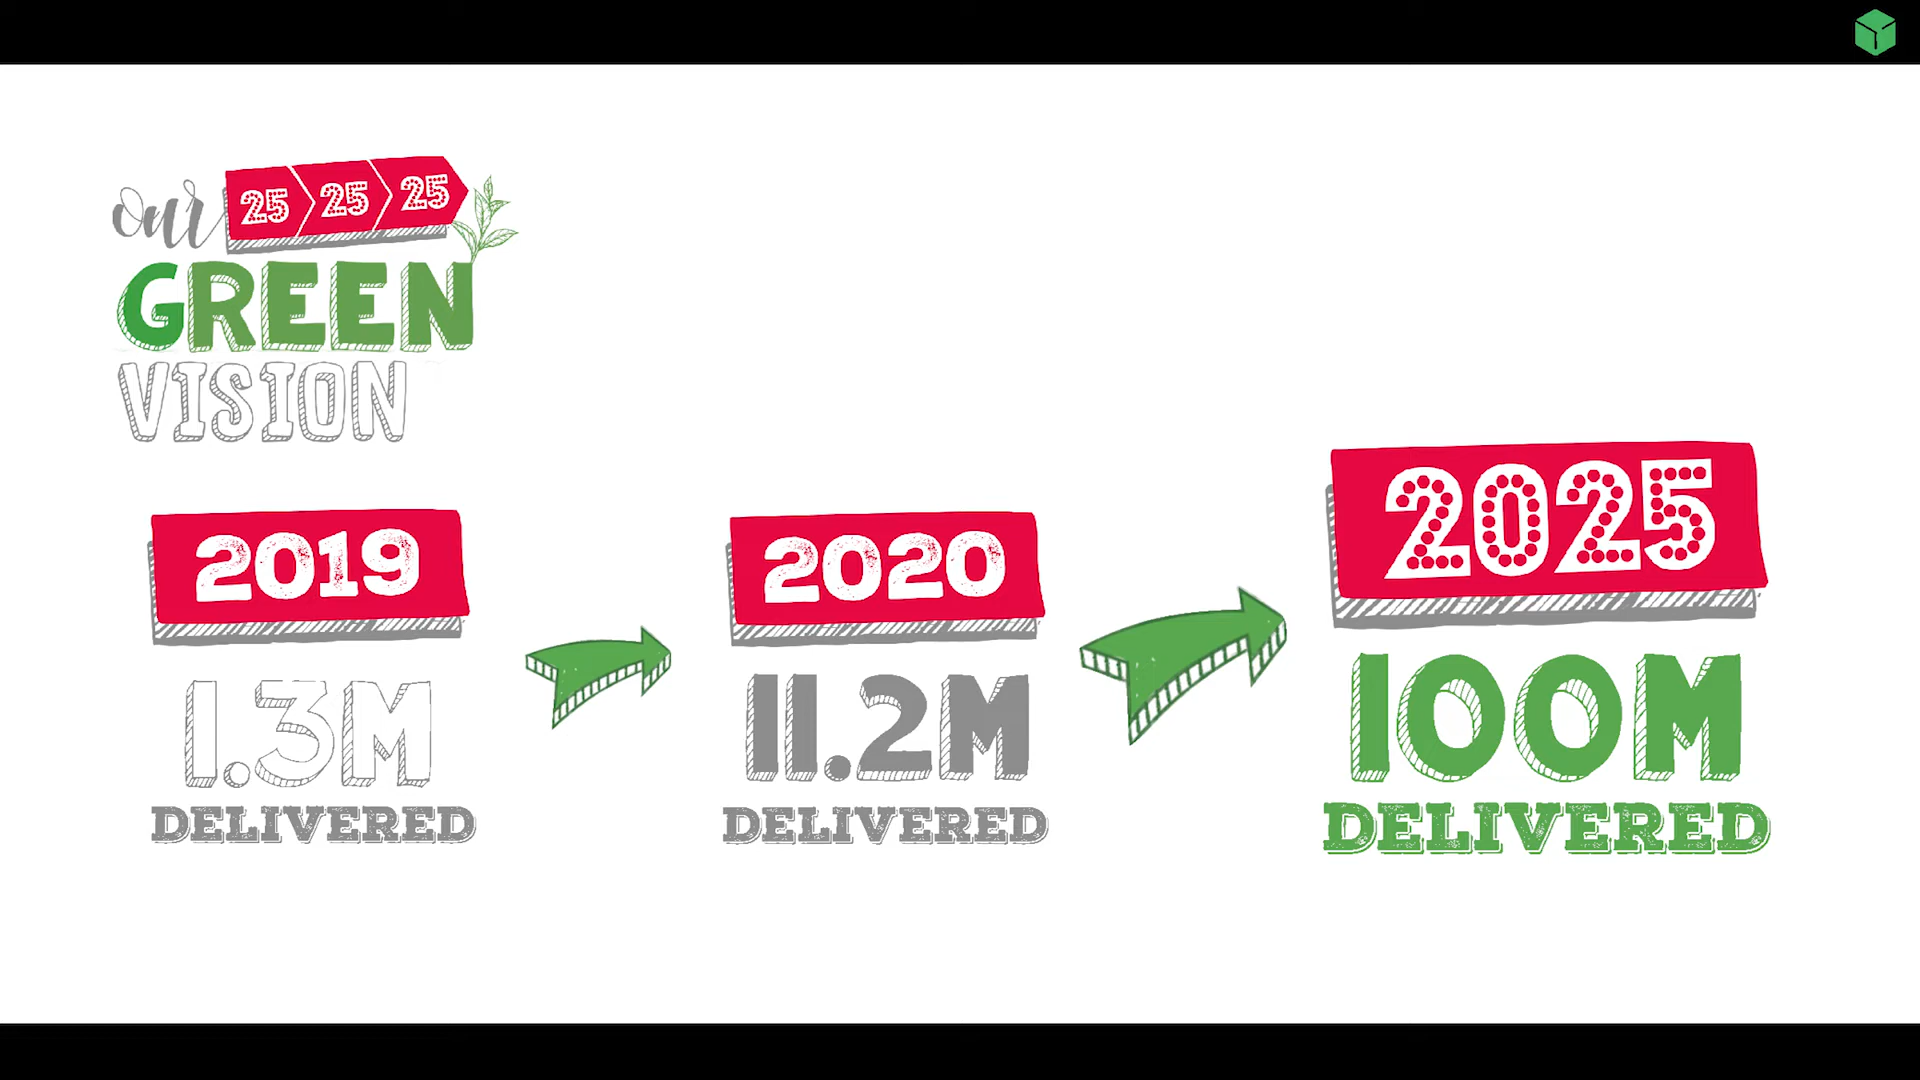 our 25 25 25
GREEN
VISION
2019
1.3M
DELIVERED
2020
11.2M
DELIVERED
2025
100M
DELIVERED